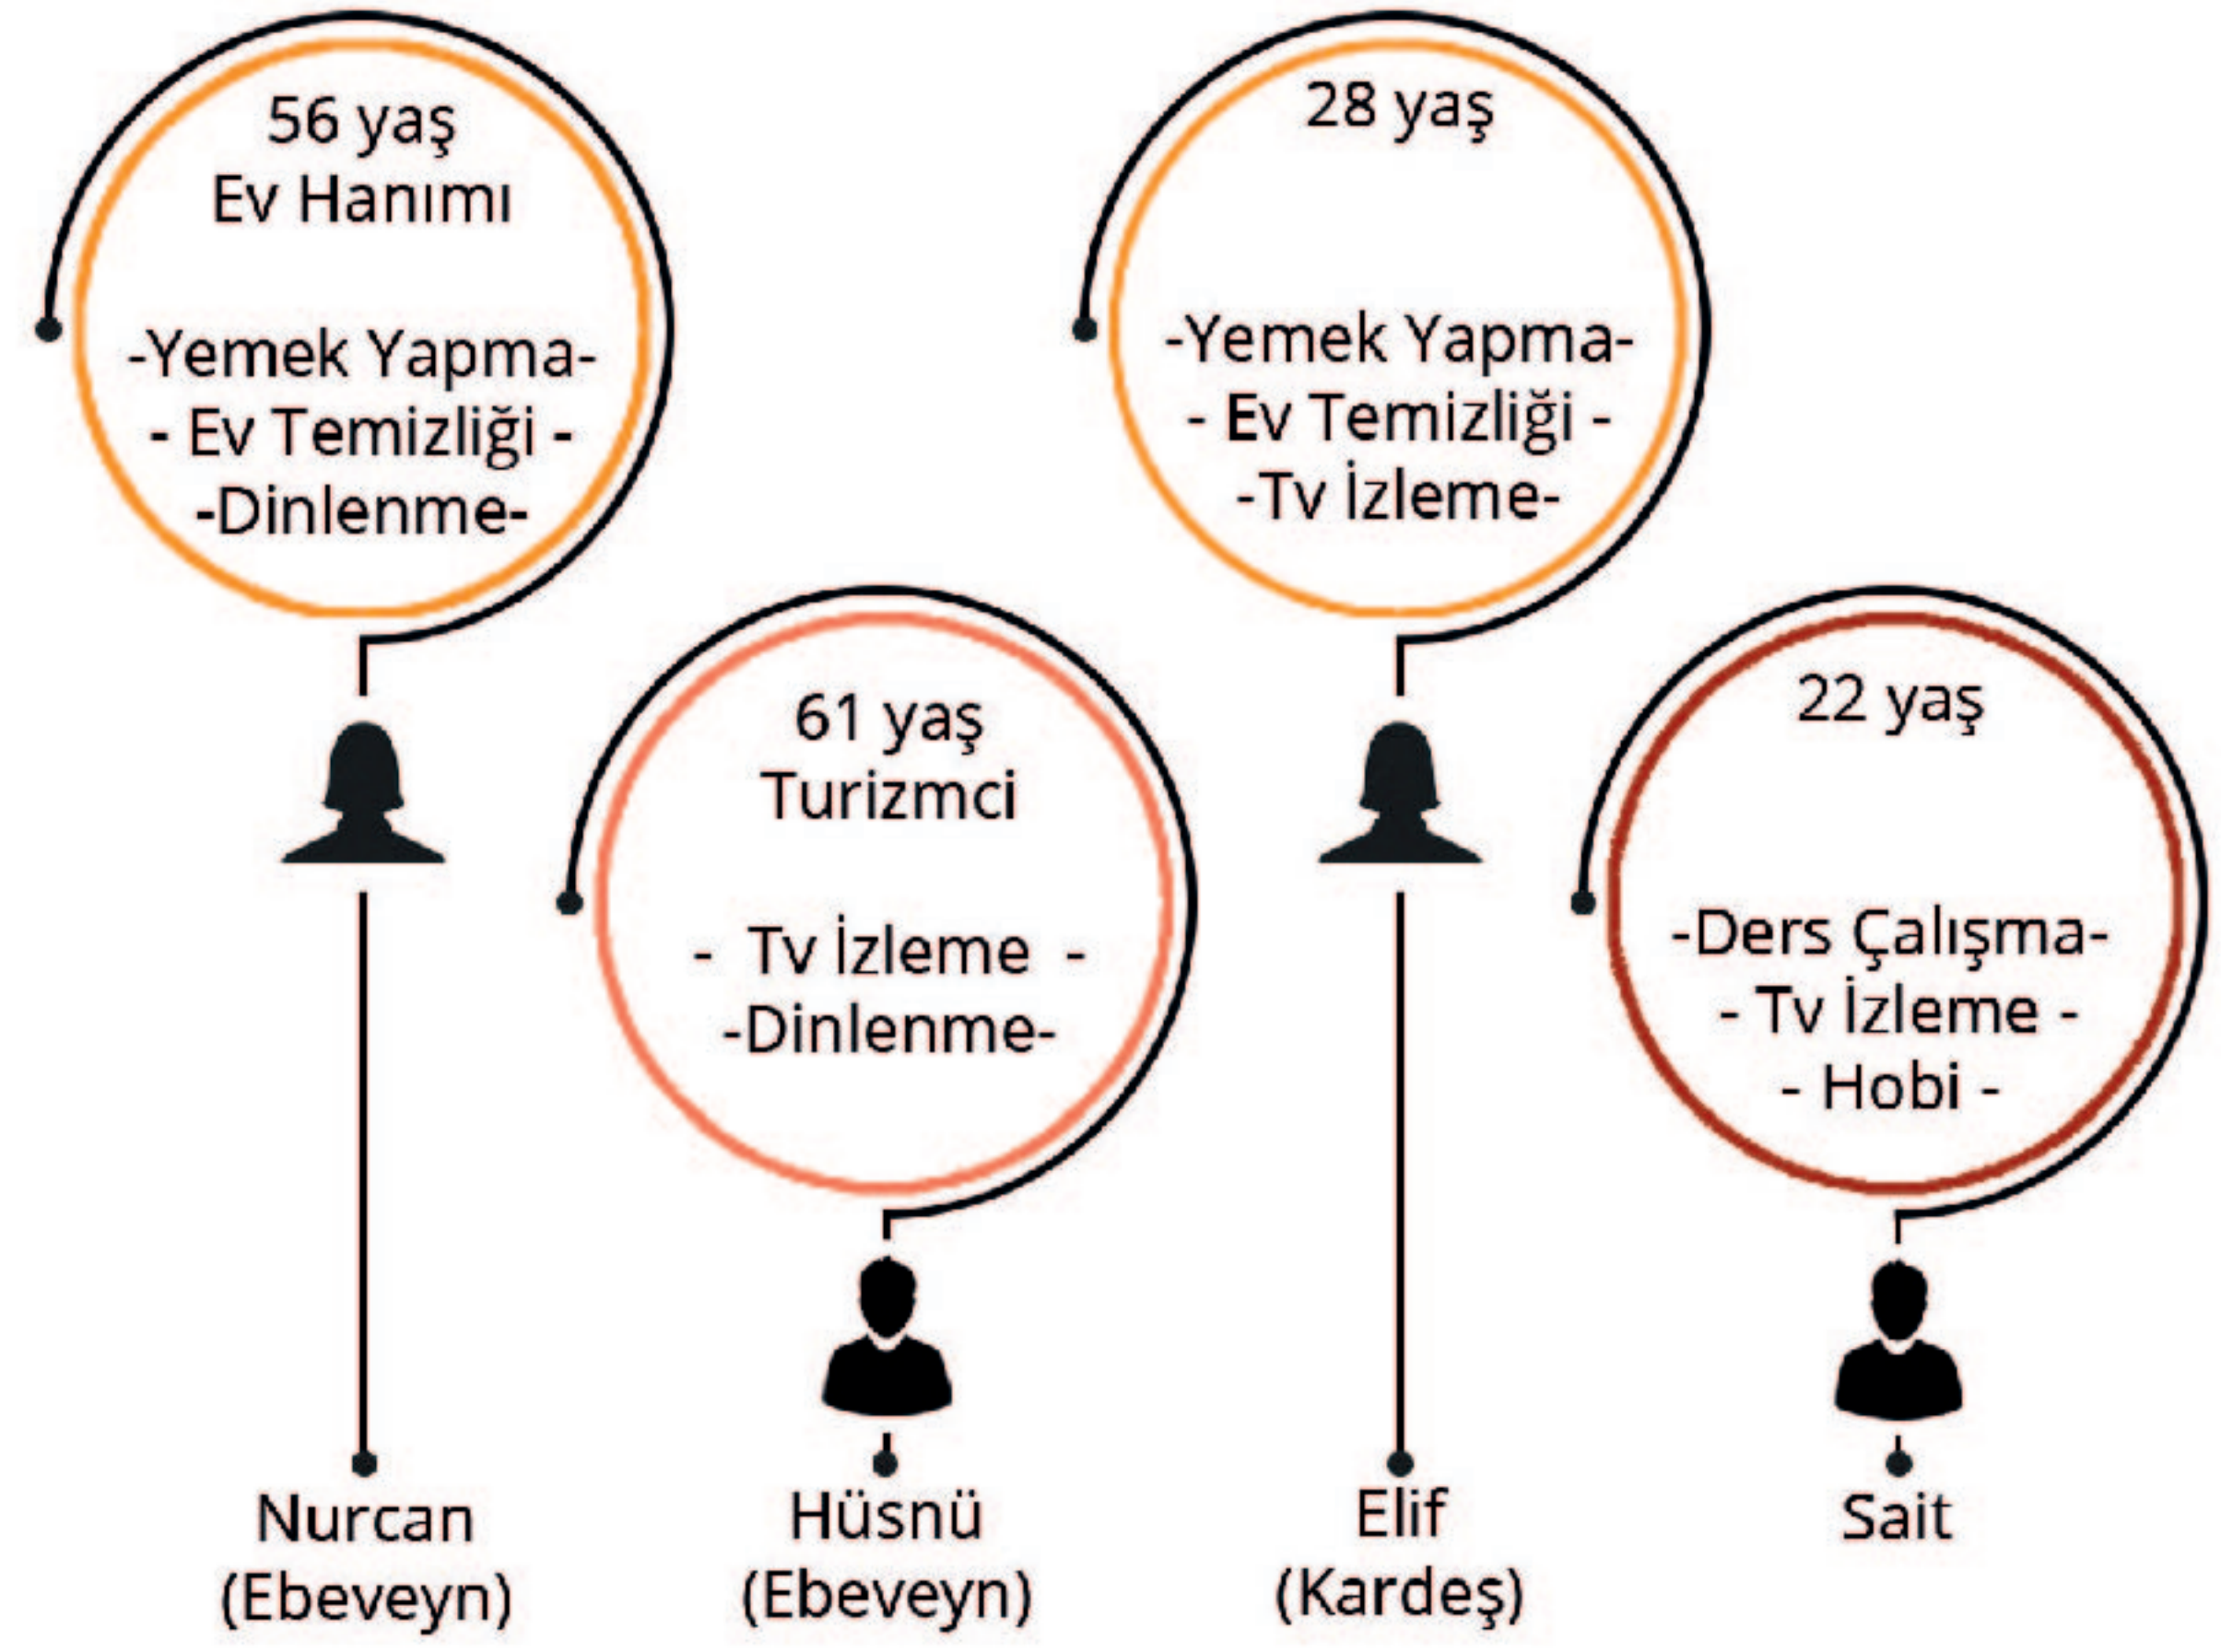 56 yaş
Ev Hanımı
-Yemek Yapma-
- Ev Temizliği -
-Dinlenme-
Nurcan
(Ebeveyn)
61 yaş
Turizmci
- Tv İzleme -
-Dinlenme-
Hüsnü
(Ebeveyn)
28 yaş
-Yemek Yapma-
- Ev Temizliği -
-Tv İzleme-
Elif
(Kardeş)
22 yaş
-Ders Çalışma-
- Tv İzleme -
- Hobi -
Sait